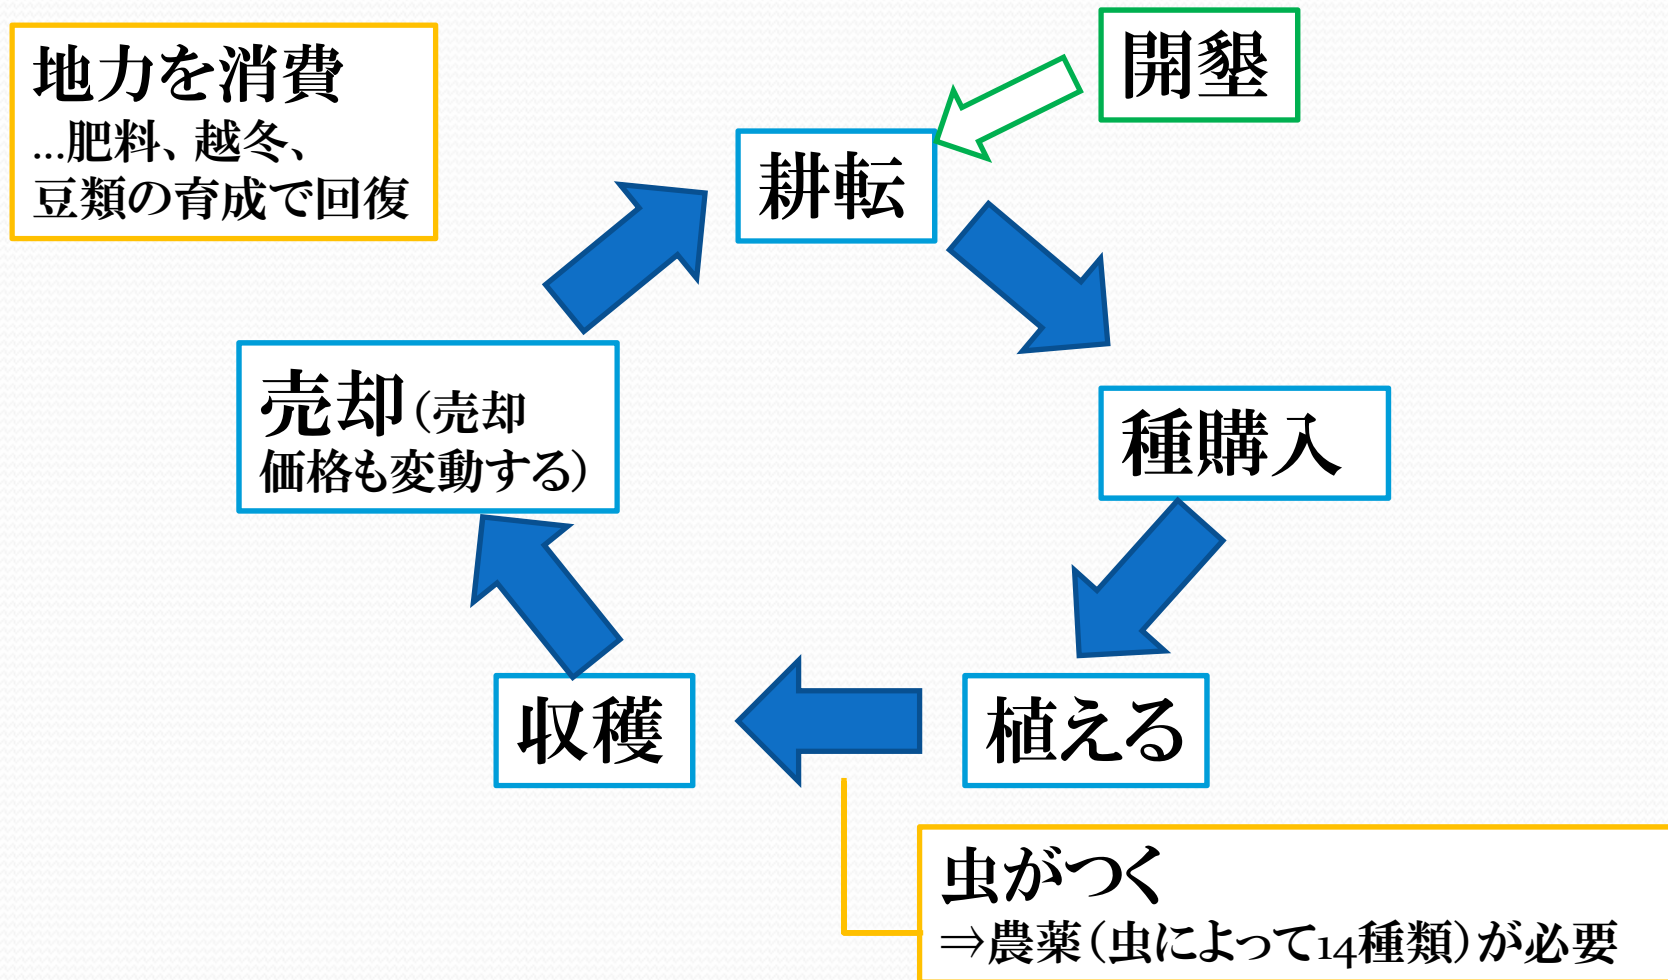 地力を消費
...肥料、越冬、
豆類の育成で回復
開墾
耕転
種購入
植える
収穫
売却(売却
価格も変動する)
虫がつく
⇒農薬(虫によって14種類)が必要